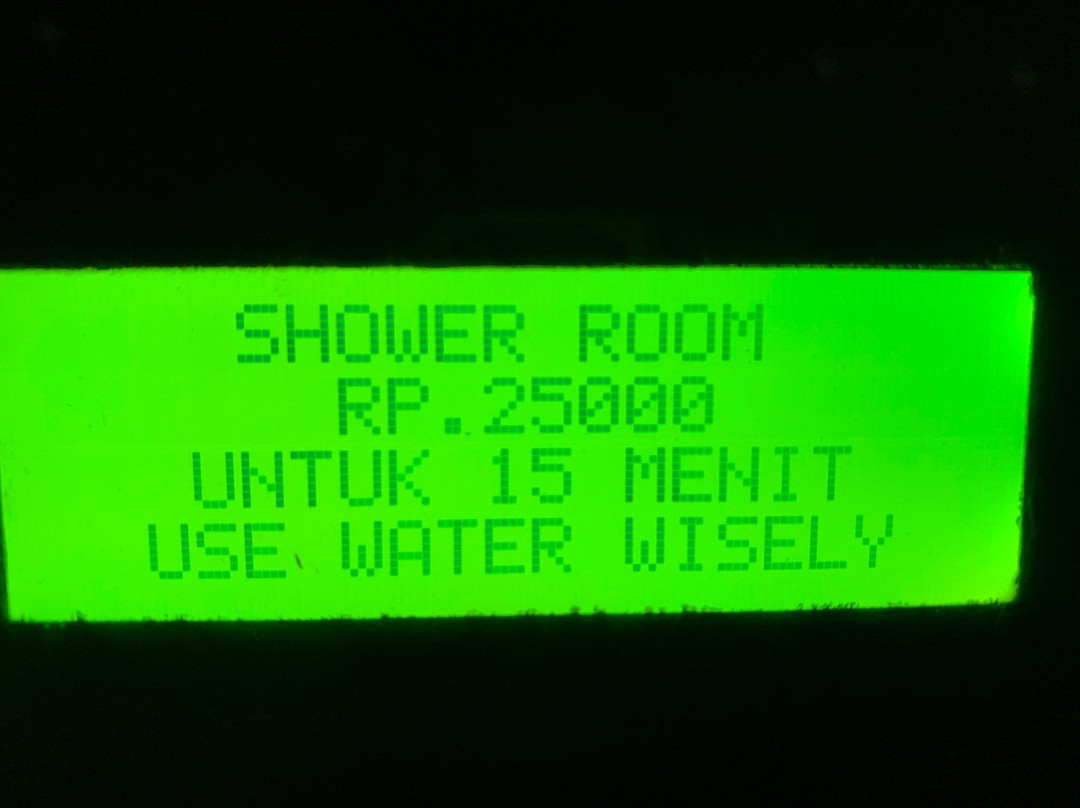 SHOWER ROOM
RP.25000
UNTUK 15 MENIT
USE WATER WISELY